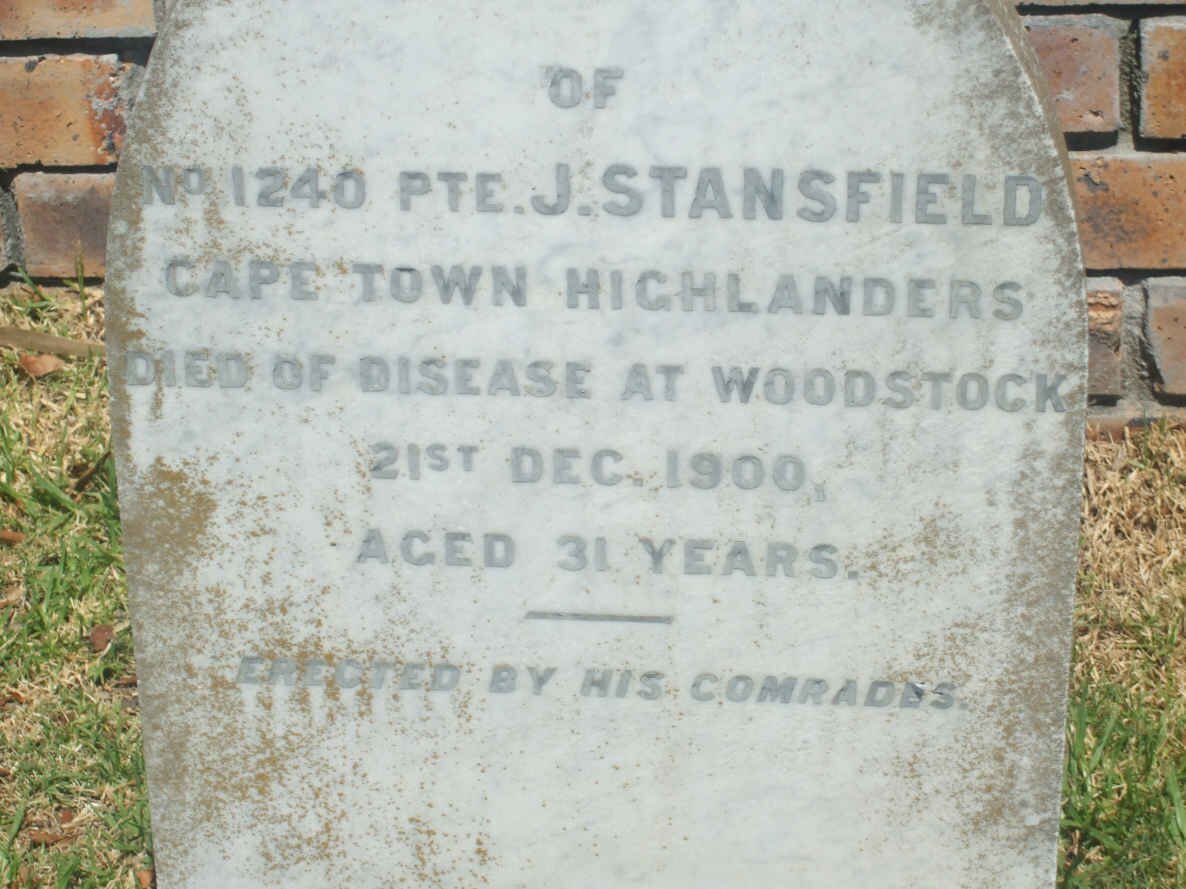 OF
No 1240 PTE. J. STANSFIELD
CAPE TOWN HIGHLANDERS
DIED OF DISEASE AT WOODSTOCK
21ST DEC. 1900,
AGED 31 YEARS.
ERECTED BY HIS COMRADES.